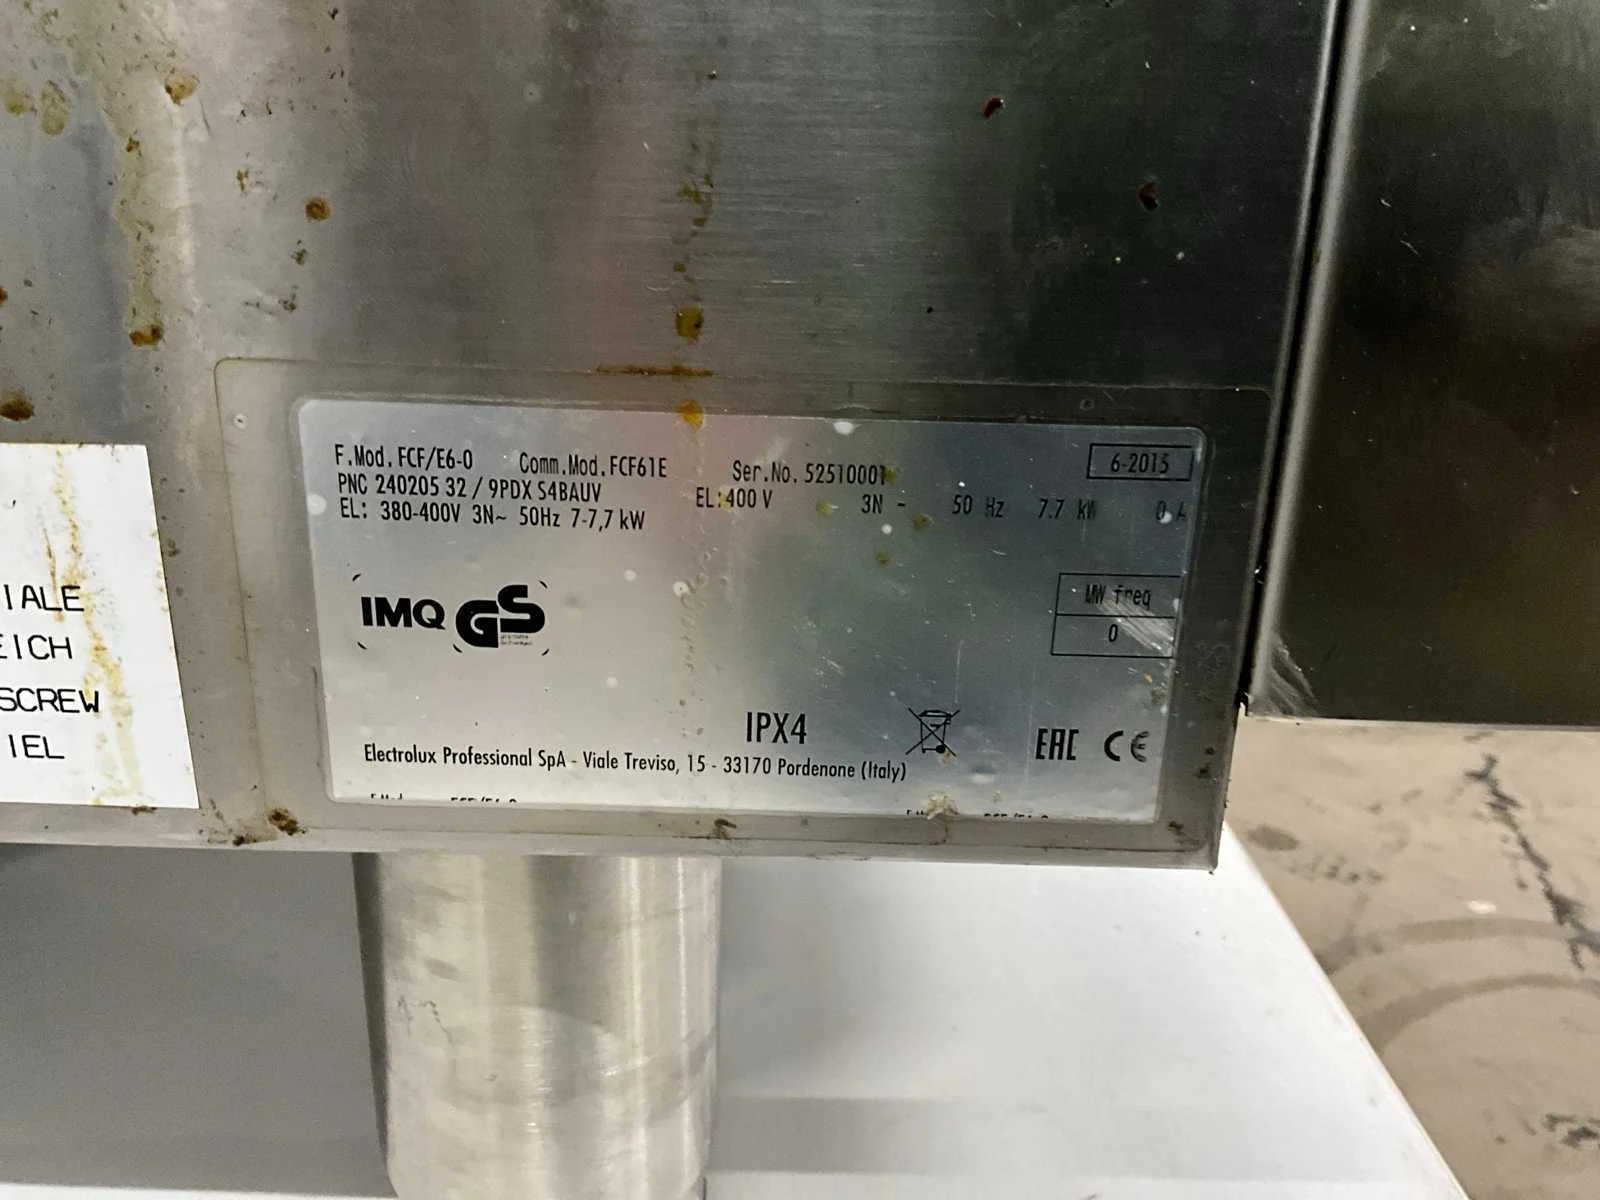 F.Mod. FCF/E6-0 Comm.Mod. FCF61E Ser.No. 52510001 6-2015
PNC 240205 32 / 9PDX S4BAUV EL: 400 V 3N ~ 50 Hz 7.7 kW 0 A
EL: 380-400V 3N~ 50Hz 7-7,7 kW
MW freq
0
IMQ GS
IPX4
EAC CE
Electrolux Professional SpA - Viale Treviso, 15 - 33170 Pordenone (Italy)
IALE
EICH
SCREW
IEL